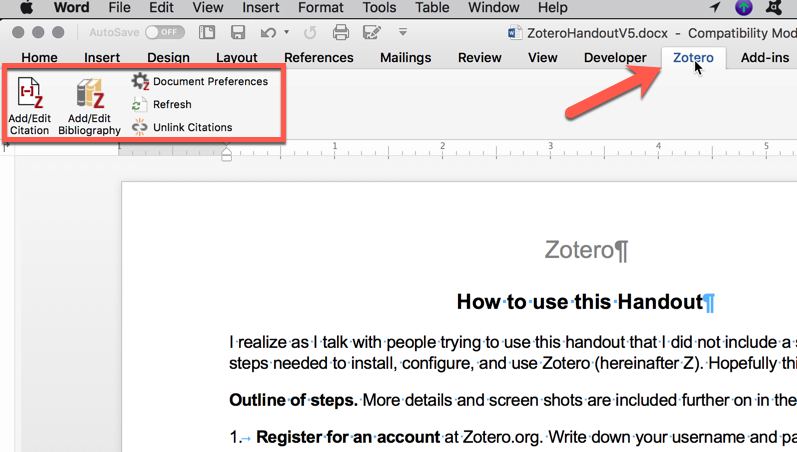 Word File Edit View Insert Format Tools Table Window Help
AutoSave OFF ZoteroHandoutV5.docx - Compatibility Mod
Home Insert Design Layout References Mailings Review View Developer Zotero Add-ins
Add/Edit Citation
Add/Edit Bibliography
Document Preferences
Refresh
Unlink Citations
1 1 2 3 4 5
Zotero¶
How·to·use·this·Handout¶
I·realize·as·I·talk·with·people·trying·to·use·this·handout·that·I·did·not·include·a·s
steps·needed·to·install,·configure,·and·use·Zotero·(hereinafter·Z).·Hopefully·thi
Outline·of·steps.·More·details·and·screen·shots·are·included·further·on·in·the
1.→Register·for·an·account·at·Zotero.org.·Write·down·your·username·and·pa